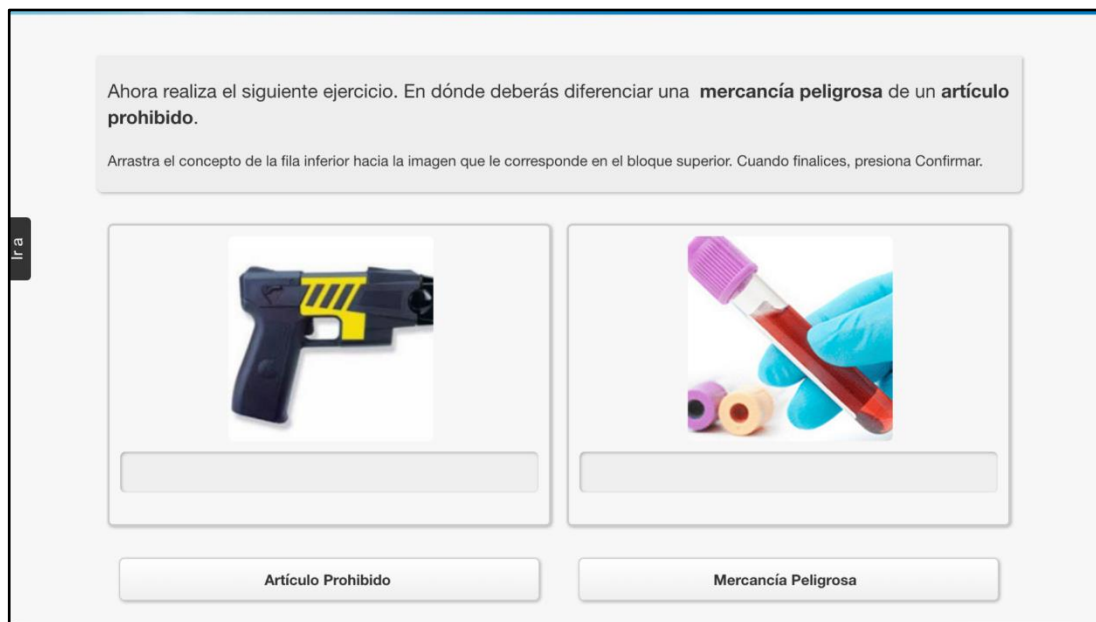 Ahora realiza el siguiente ejercicio. En dónde deberás diferenciar una mercancía peligrosa de un artículo
prohibido.
Arrastra el concepto de la fila inferior hacia la imagen que le corresponde en el bloque superior. Cuando finalices, presiona Confirmar.
Ir a
Artículo Prohibido
Mercancía Peligrosa